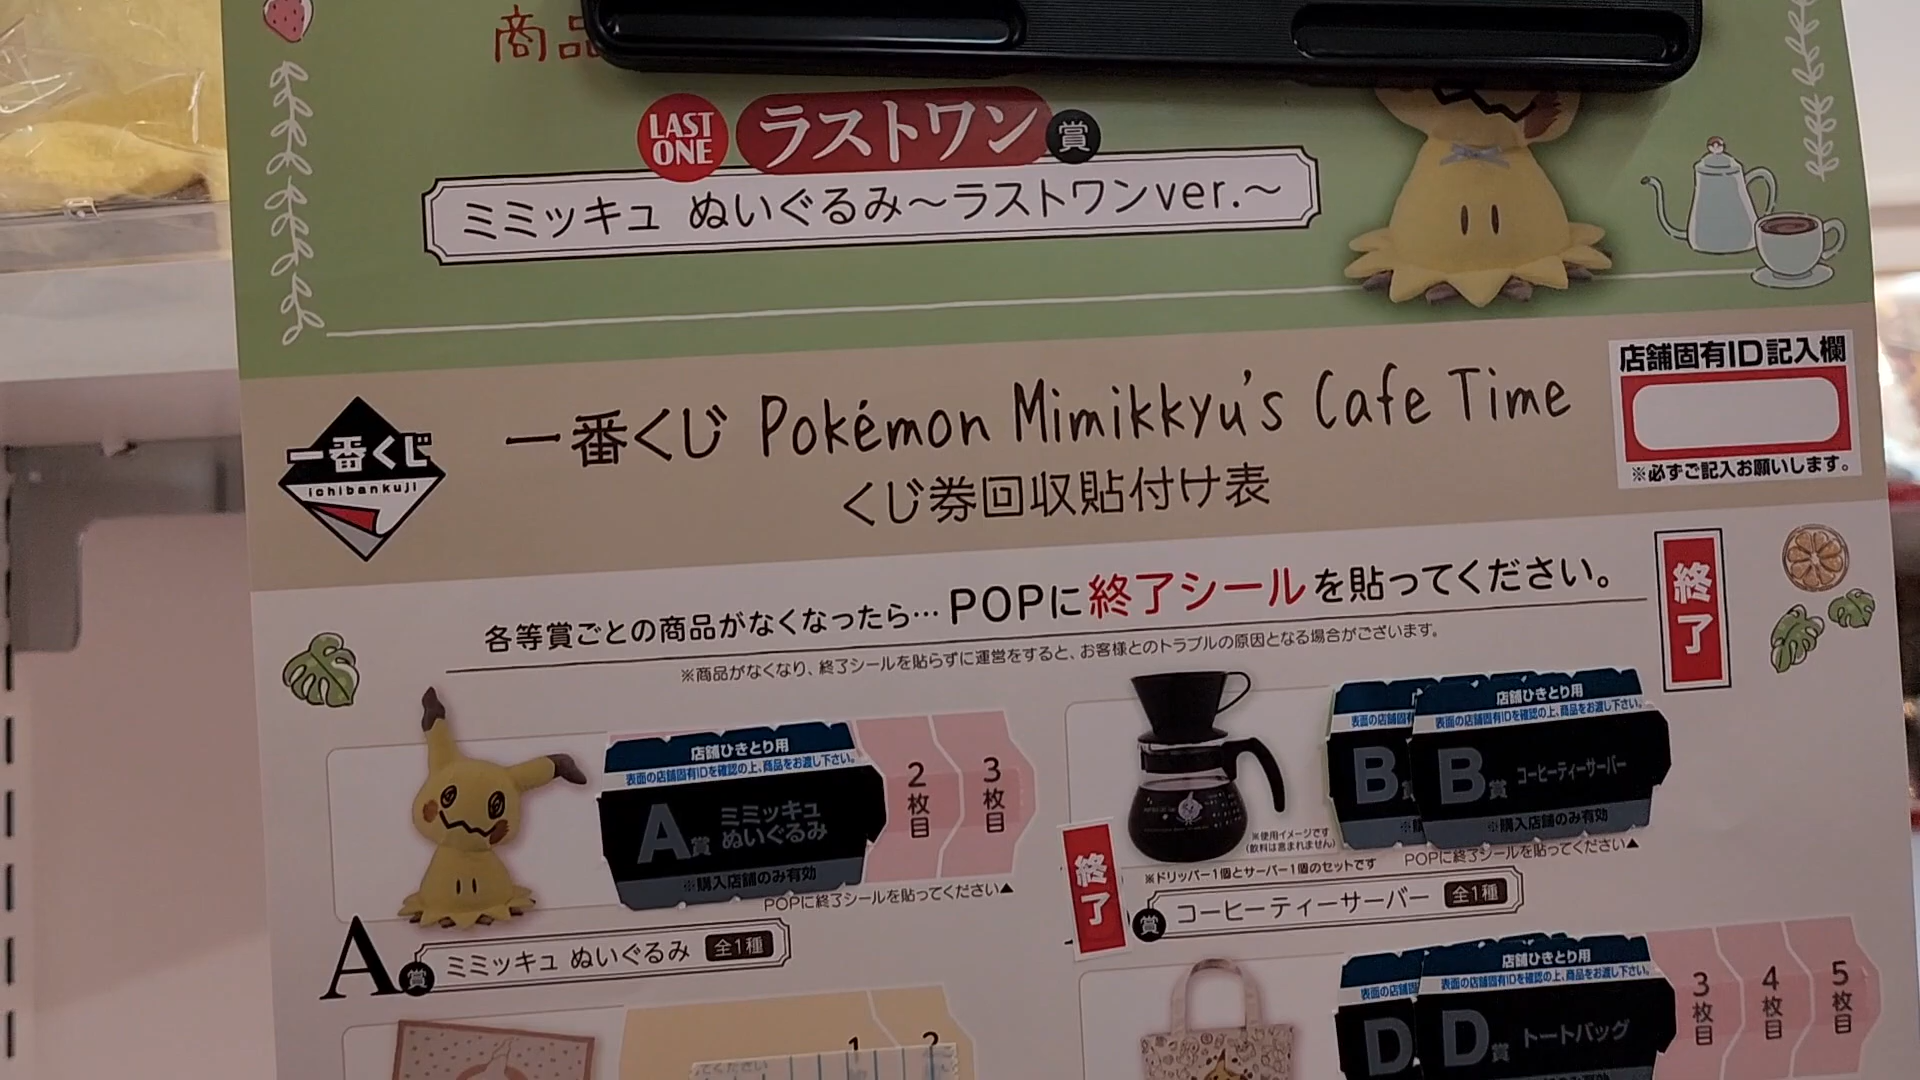 商品
LAST ONE ラストワン賞
ミミッキュ ぬいぐるみ～ラストワンver.～
店舗固有ID記入欄
※必ずご記入お願いします。
一番くじ
ichibankuji
一番くじ Pokémon Mimikkyu's Cafe Time
くじ券回収貼付け表
各等賞ごとの商品がなくなったら… POPに終了シールを貼ってください。
※商品がなくなり、終了シールを貼らずに運営をすると、お客様とのトラブルの原因となる場合がございます。
終了
店舗ひきとり用
表面の店舗固有IDを確認の上、商品をお渡し下さい。
A賞 ミミッキュ ぬいぐるみ
※購入店舗のみ有効
2枚目
3枚目
POPに終了シールを貼ってください▲
A賞 ミミッキュ ぬいぐるみ 全1種
※使用イメージです
(飲料は含まれません)
※ドリッパー1個とサーバー1個のセットです
表面の店舗固有
B賞
店舗ひきとり用
表面の店舗固有IDを確認の上、商品をお渡し下さい。
B賞 コーヒーティーサーバー
※購入店舗のみ有効
POPに終了シールを貼ってください▲
終了
賞 コーヒーティーサーバー 全1種
1
2
てください
表面の店舗固
D
店舗ひきとり用
表面の店舗固有IDを確認の上、商品をお渡し下さい。
D賞 トートバッグ
3枚目
4枚目
5枚目